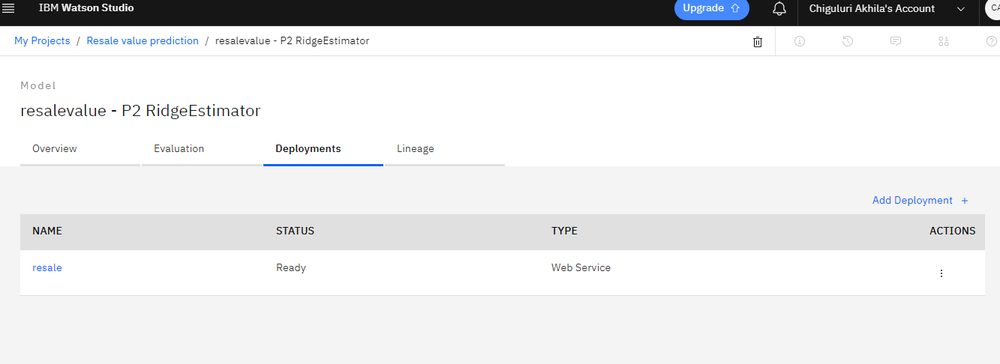 IBM Watson Studio Upgrade Chiguluri Akhila's Account CA
My Projects / Resale value prediction / resalevalue - P2 RidgeEstimator
Model
resalevalue - P2 RidgeEstimator
Overview Evaluation Deployments Lineage
Add Deployment +
NAME STATUS TYPE ACTIONS
resale Ready Web Service